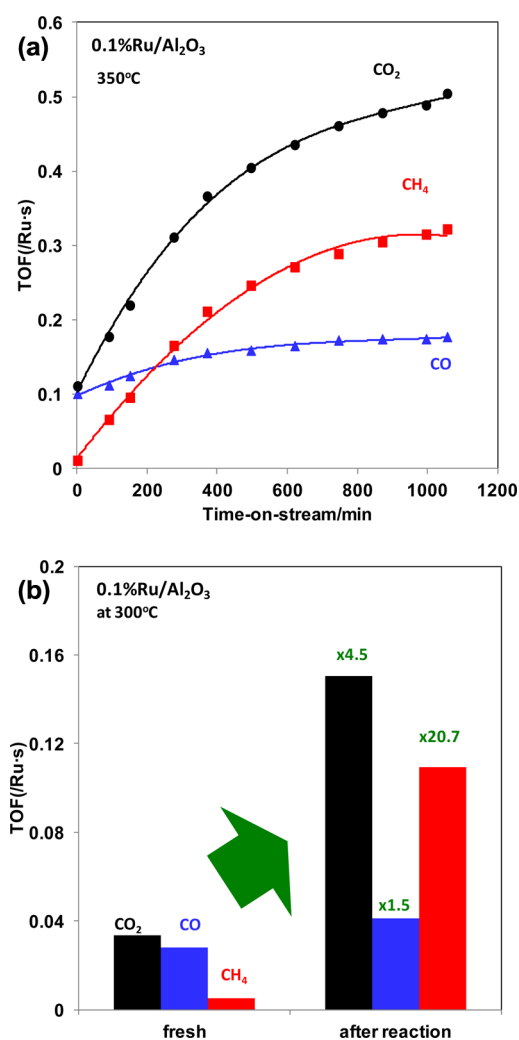 (a)
0.1%Ru/Al₂O₃
350°C
CO₂
CH₄
CO
TOF(/Ru·s)
0.6
0.5
0.4
0.3
0.2
0.1
0
0 200 400 600 800 1000 1200
Time-on-stream/min
(b)
0.1%Ru/Al₂O₃
at 300°C
x4.5
x20.7
x1.5
CO₂ CO CH₄
TOF(/Ru·s)
0.2
0.16
0.12
0.08
0.04
0
fresh after reaction